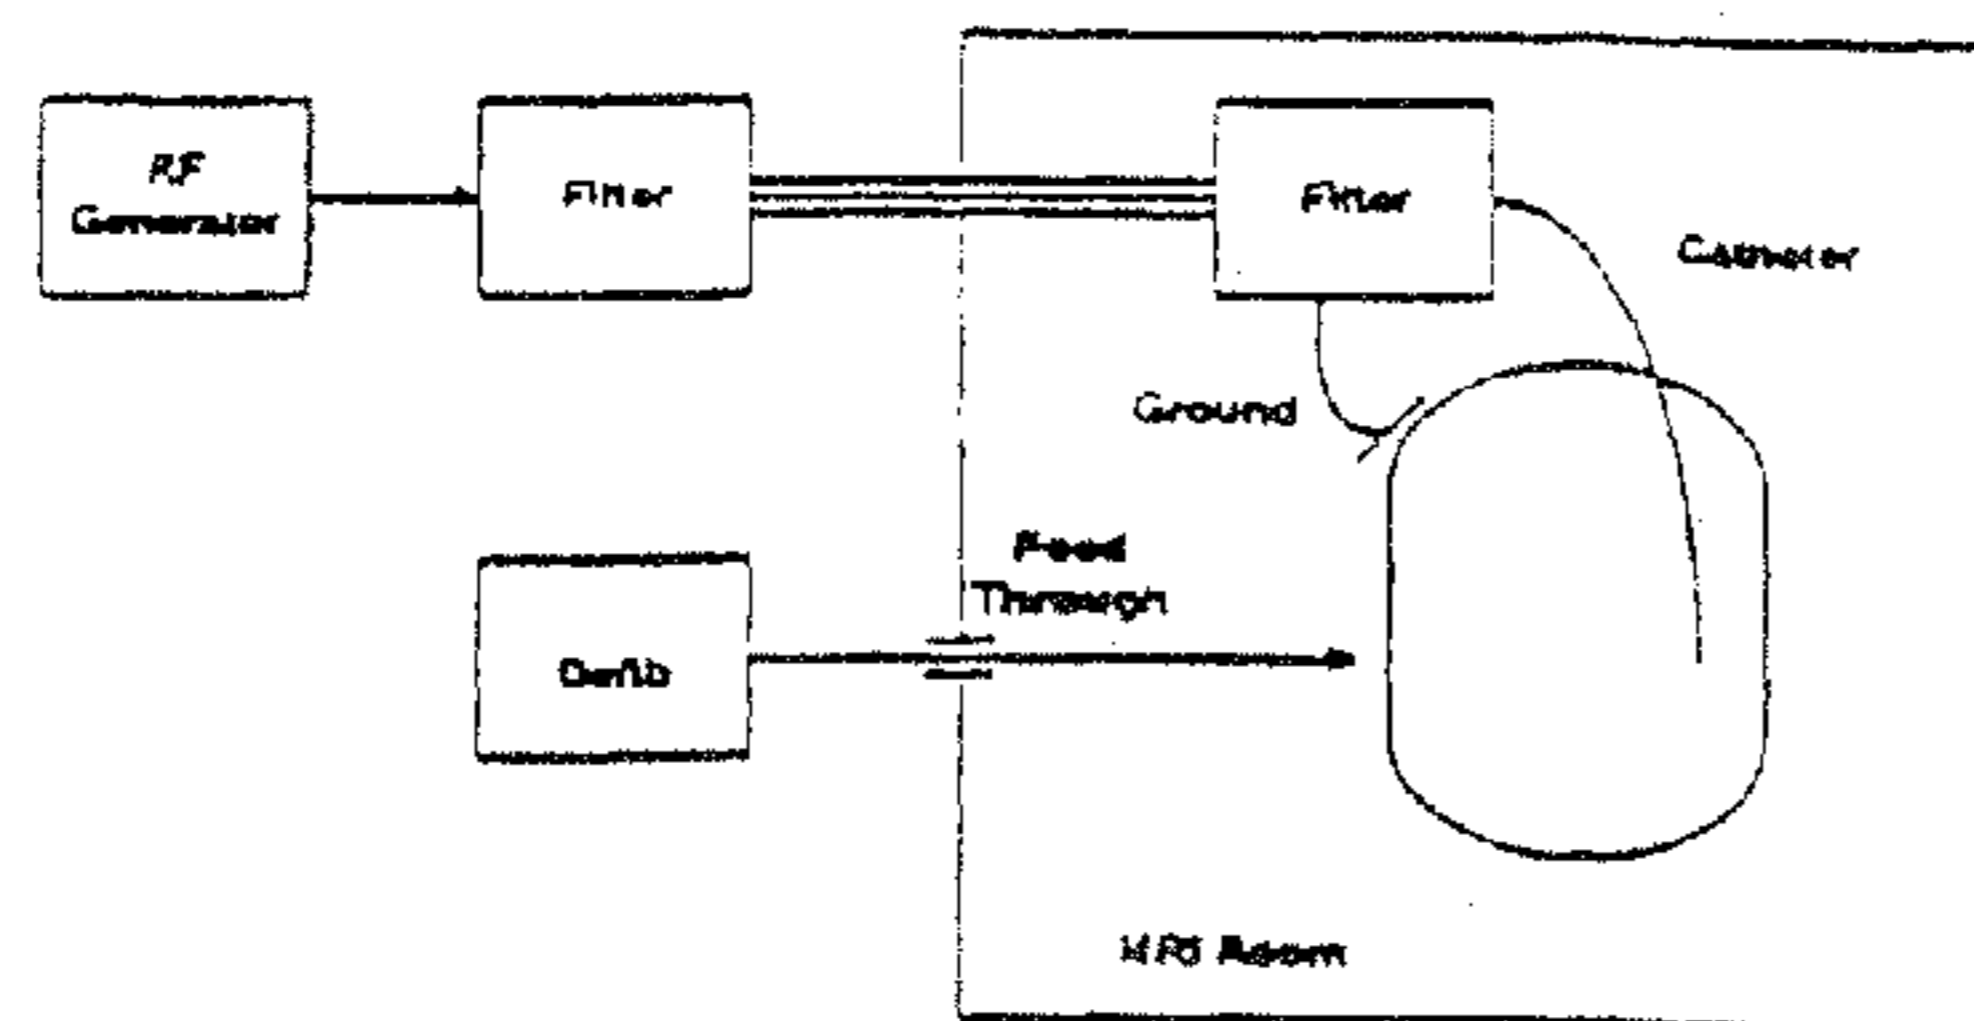 RF
Generator
Filter
Filter
Catheter
Ground
Feed
Through
Defib
MRI Room